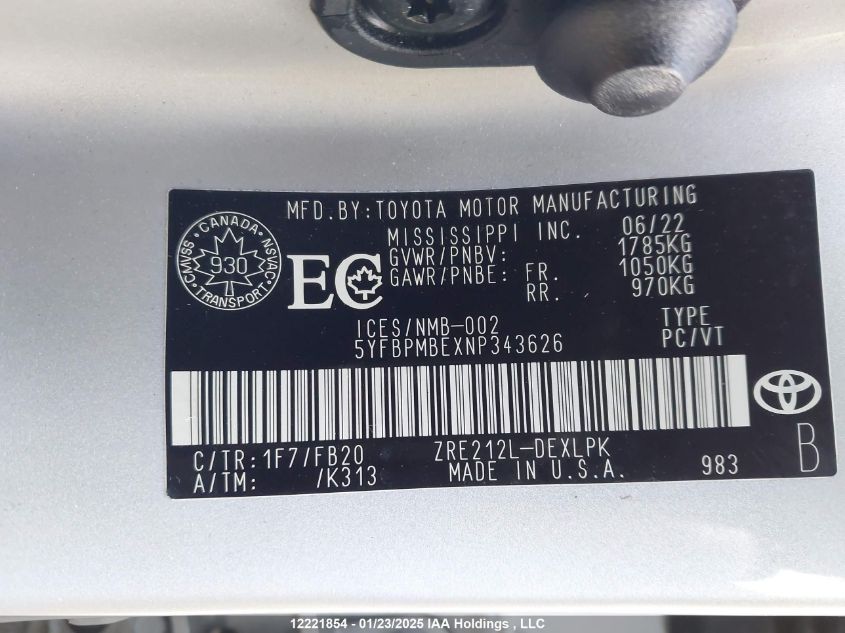 MFD.BY:TOYOTA MOTOR MANUFACTURING
MISSISSIPPI INC. 06/22
GVWR/PNBV: 1785KG
GAWR/PNBE: FR. 1050KG
RR. 970KG
CANADA
CMVSS 930 NSVAC
TRANSPORT
EC
ICES/NMB-002
TYPE
5YFBPMBEXNP343626
PC/VT
C/TR:1F7/FB20
ZRE212L-DEXLPK
A/TM: /K313
MADE IN U.S.A.
983
B
12221854 - 01/23/2025 IAA Holdings , LLC